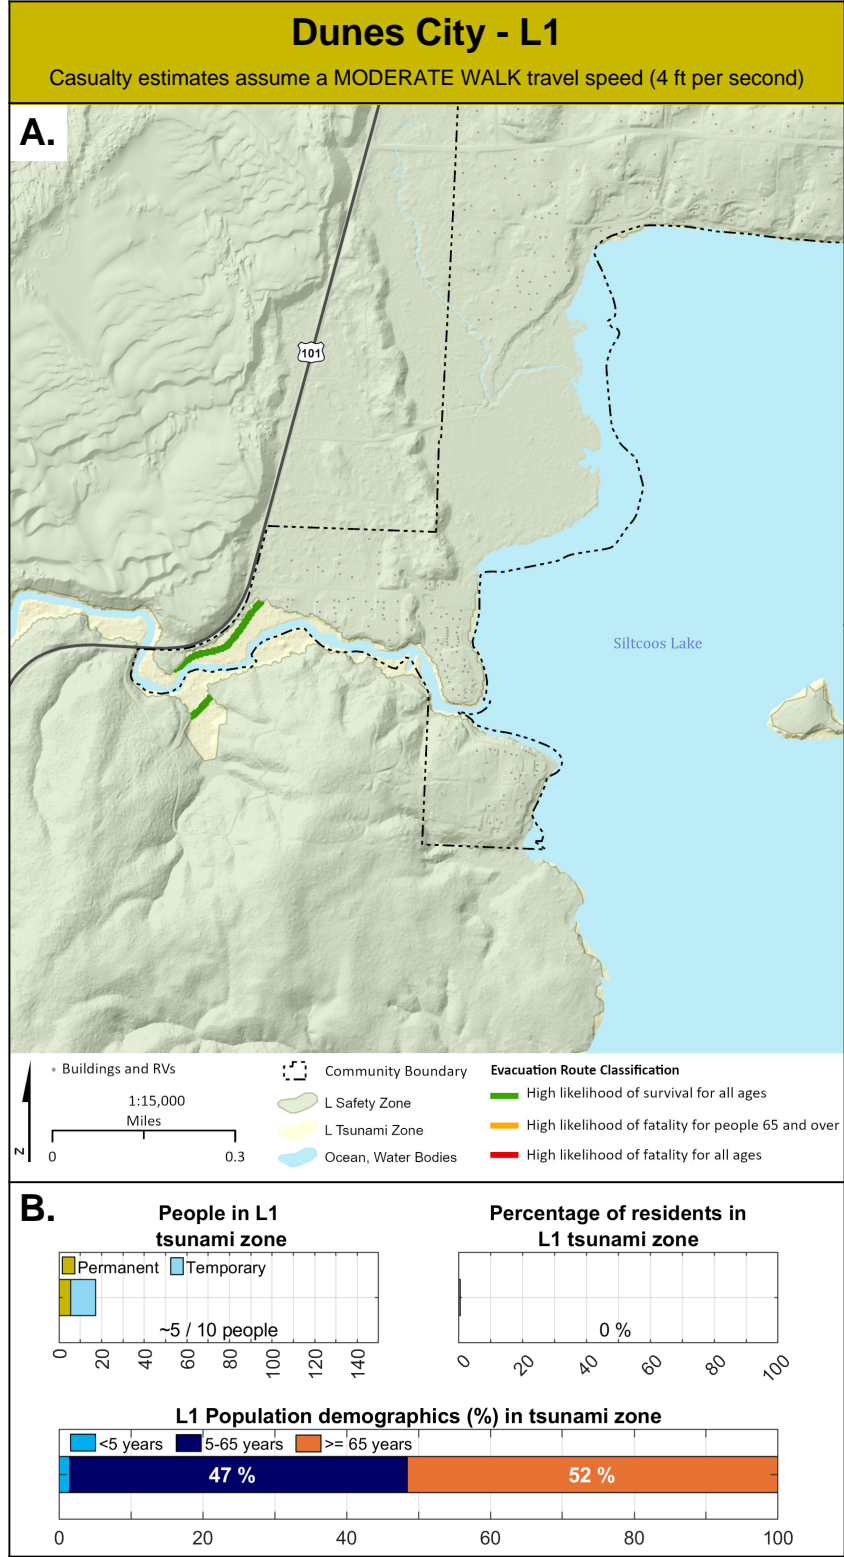 Dunes City - L1
Casualty estimates assume a MODERATE WALK travel speed (4 ft per second)
A.
101
Siltcoos Lake
Buildings and RVs
1:15,000
Miles
0 0.3
z
Community Boundary
L Safety Zone
L Tsunami Zone
Ocean, Water Bodies
Evacuation Route Classification
High likelihood of survival for all ages
High likelihood of fatality for people 65 and over
High likelihood of fatality for all ages
B.
People in L1
tsunami zone
Permanent Temporary
~5 / 10 people
0 20 40 60 80 100 120 140
Percentage of residents in
L1 tsunami zone
0 %
0 20 40 60 80 100
L1 Population demographics (%) in tsunami zone
<5 years 5-65 years >= 65 years
47 % 52 %
0 20 40 60 80 100